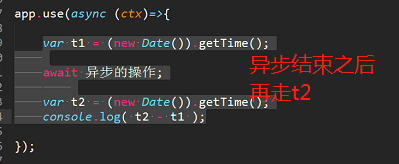 app.use(async (ctx)=>{
var t1 = (new Date()).getTime();
await 异步的操作;
var t2 = (new Date()).getTime();
console.log( t2 - t1 );
});
异步结束之后
再走t2